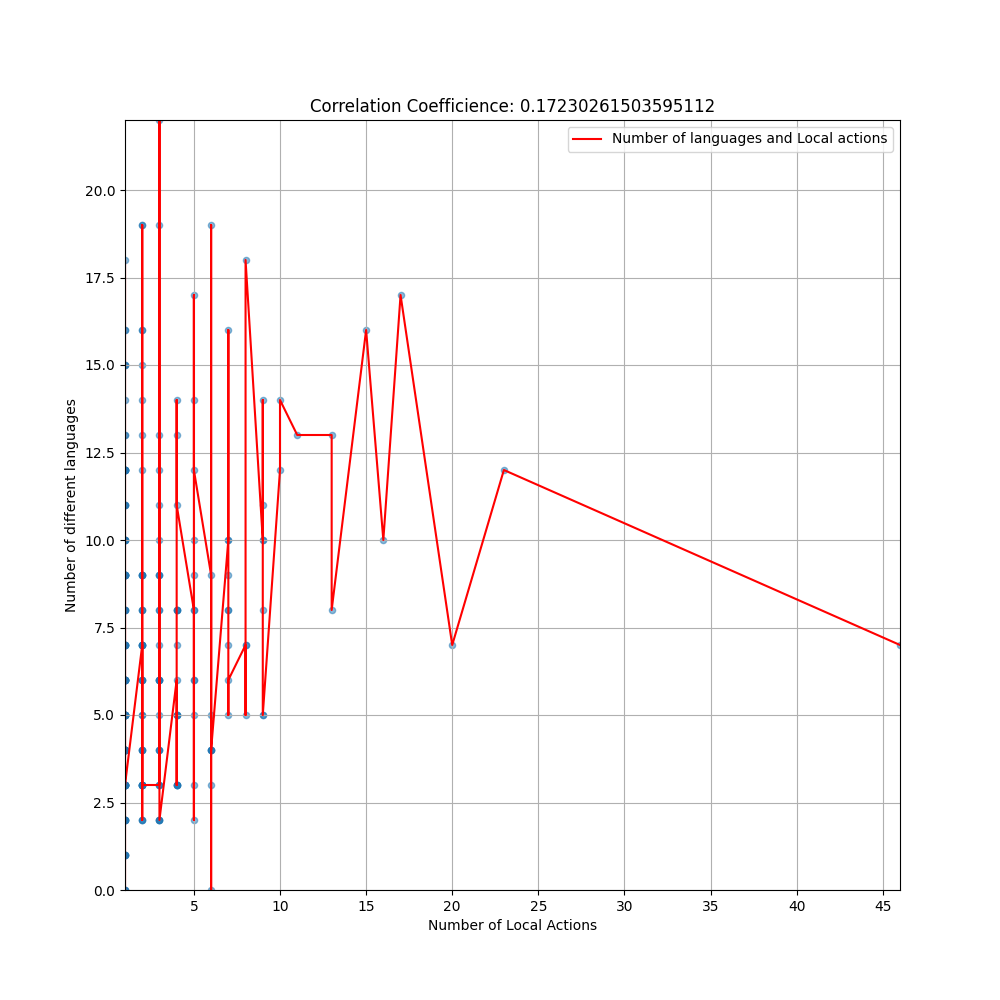 Correlation Coefficience: 0.17230261503595112
Number of languages and Local actions
20.0
17.5
15.0
12.5
10.0
7.5
5.0
2.5
0.0
Number of different languages
5 10 15 20 25 30 35 40 45
Number of Local Actions